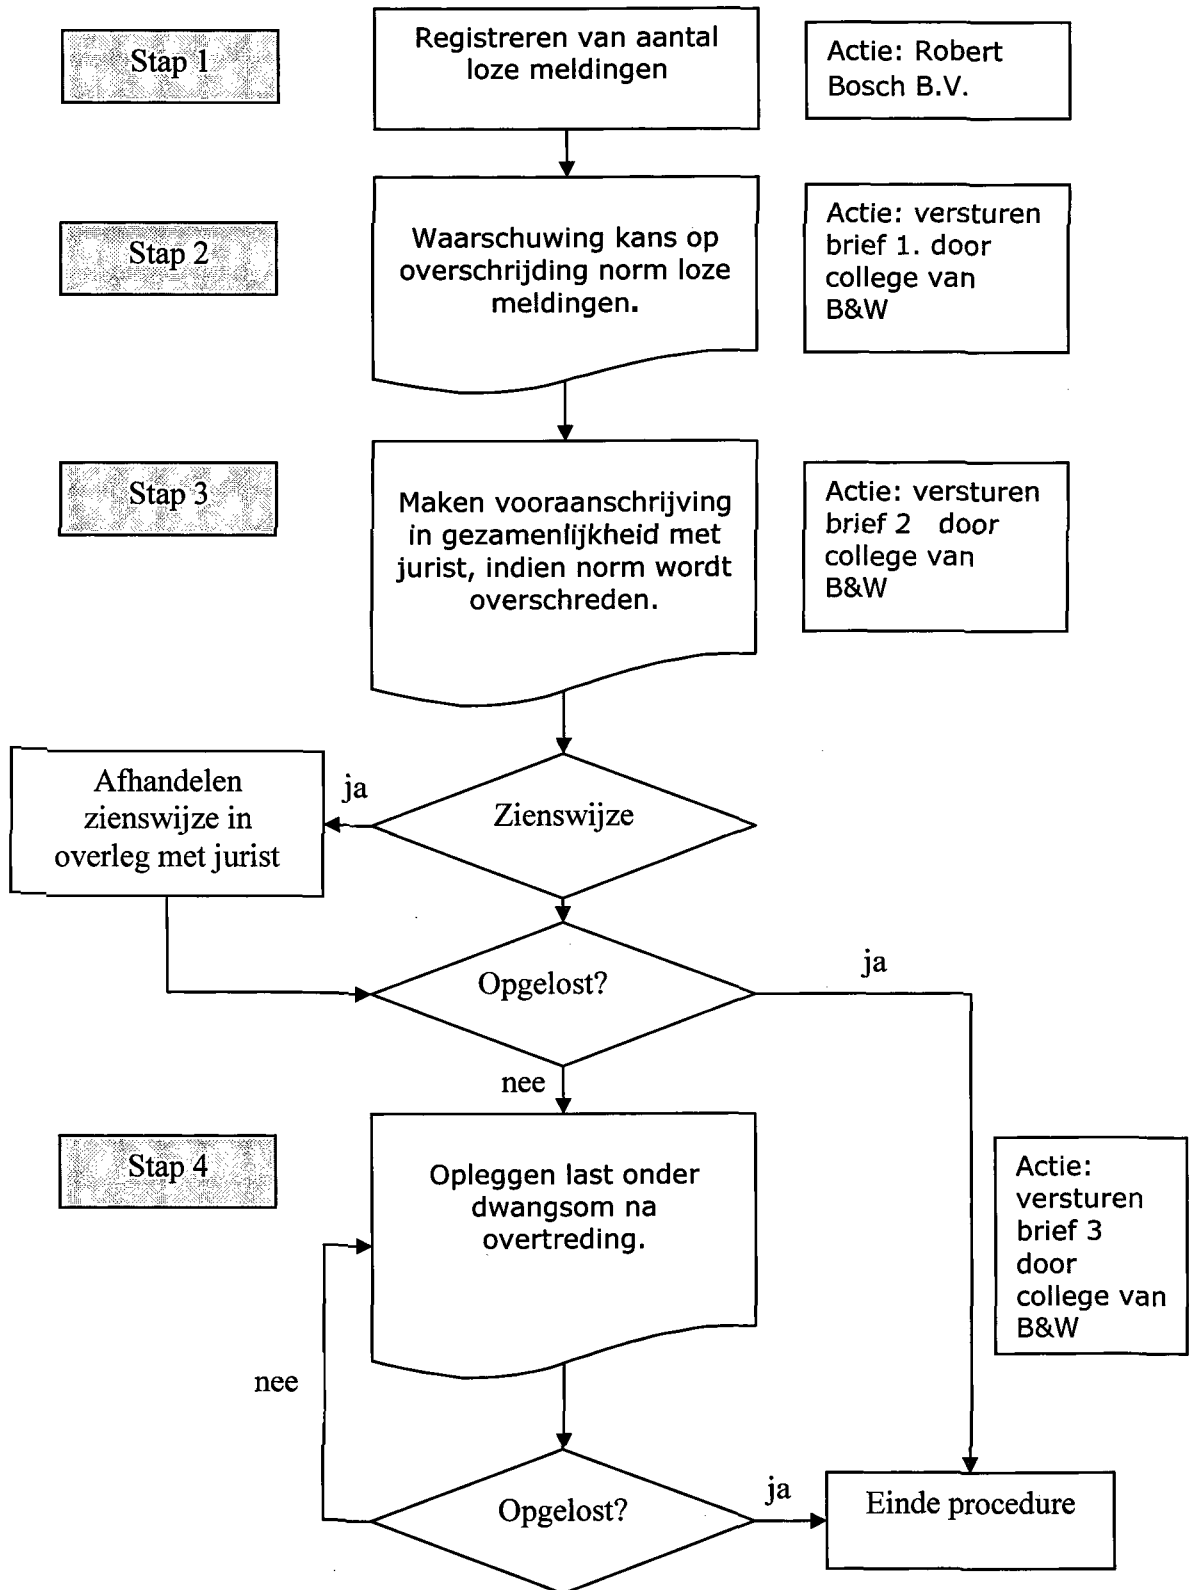 Stap 1
Registreren van aantal
loze meldingen
Actie: Robert
Bosch B.V.
Stap 2
Waarschuwing kans op
overschrijding norm loze
meldingen.
Actie: versturen
brief 1. door
college van
B&W
Stap 3
Maken vooraanschrijving
in gezamenlijkheid met
jurist, indien norm wordt
overschreden.
Actie: versturen
brief 2 door
college van
B&W
Afhandelen
zienswijze in
overleg met jurist
ja
Zienswijze
Opgelost?
ja
nee
Stap 4
Opleggen last onder
dwangsom na
overtreding.
Actie:
versturen
brief 3
door
college van
B&W
nee
Opgelost?
ja
Einde procedure